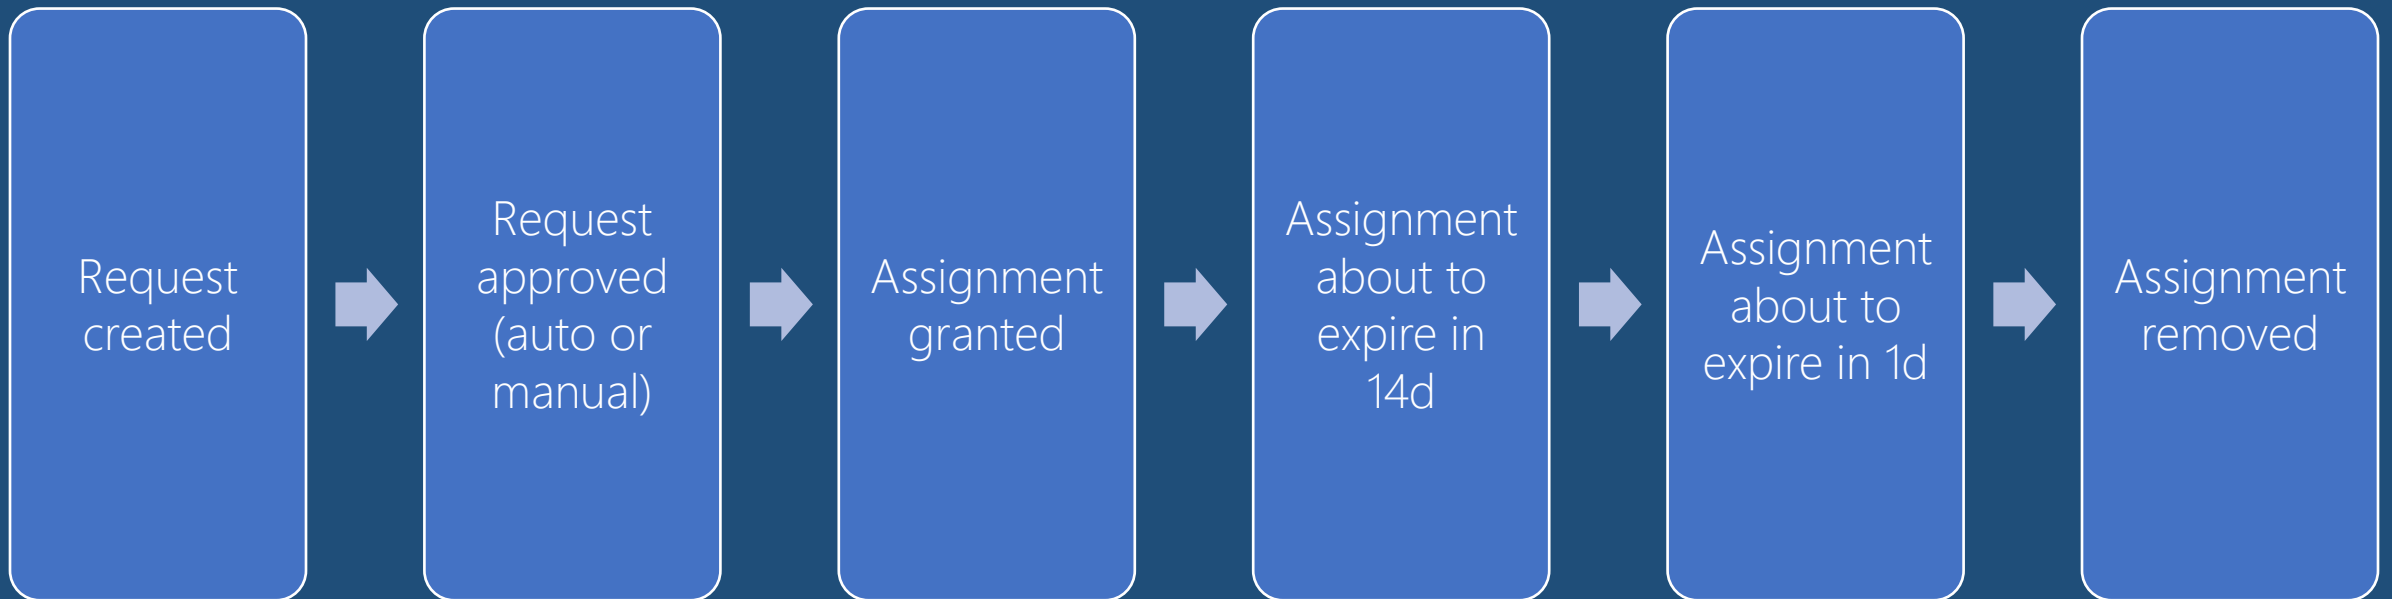 Request
created
Request
approved
(auto or
manual)
Assignment
granted
Assignment
about to
expire in
14d
Assignment
about to
expire in 1d
Assignment
removed